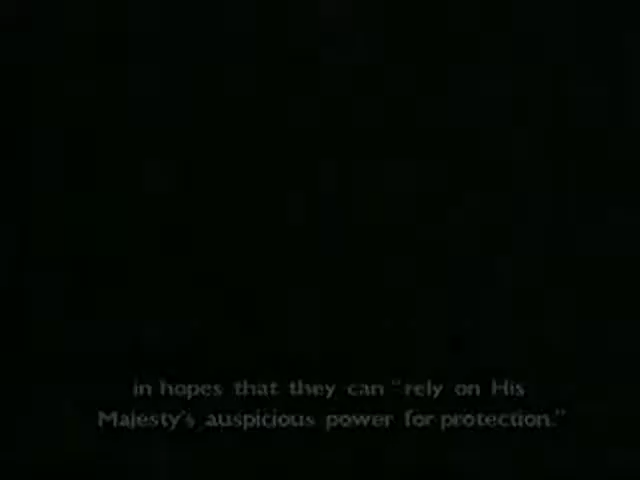 in hopes that they can "rely on His
Majesty's auspicious power for protection."